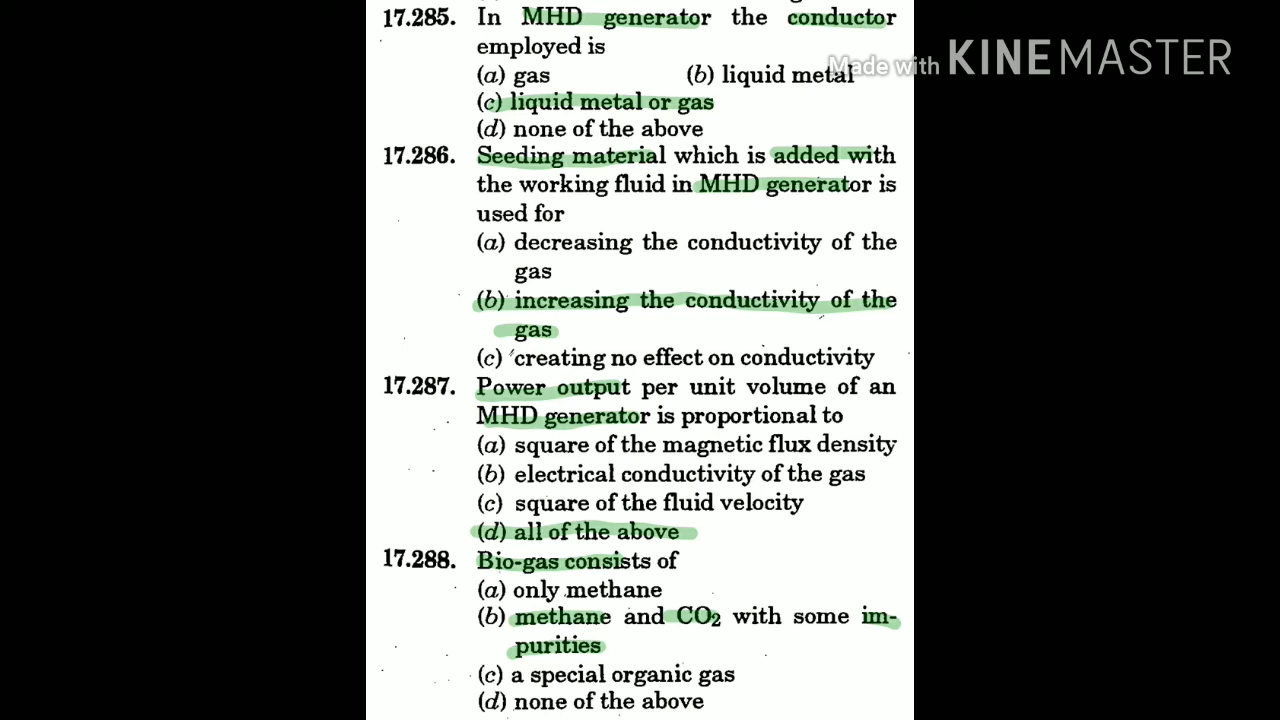 17.285. In MHD generator the conductor
employed is
(a) gas (b) liquid metal
Made with KINEMASTER
(c) liquid metal or gas
(d) none of the above
17.286. Seeding material which is added with
the working fluid in MHD generator is
used for
(a) decreasing the conductivity of the
gas
(b) increasing the conductivity of the
gas
(c) creating no effect on conductivity
17.287. Power output per unit volume of an
MHD generator is proportional to
(a) square of the magnetic flux density
(b) electrical conductivity of the gas
(c) square of the fluid velocity
(d) all of the above
17.288. Bio-gas consists of
(a) only methane
(b) methane and CO2 with some im-
purities
(c) a special organic gas
(d) none of the above